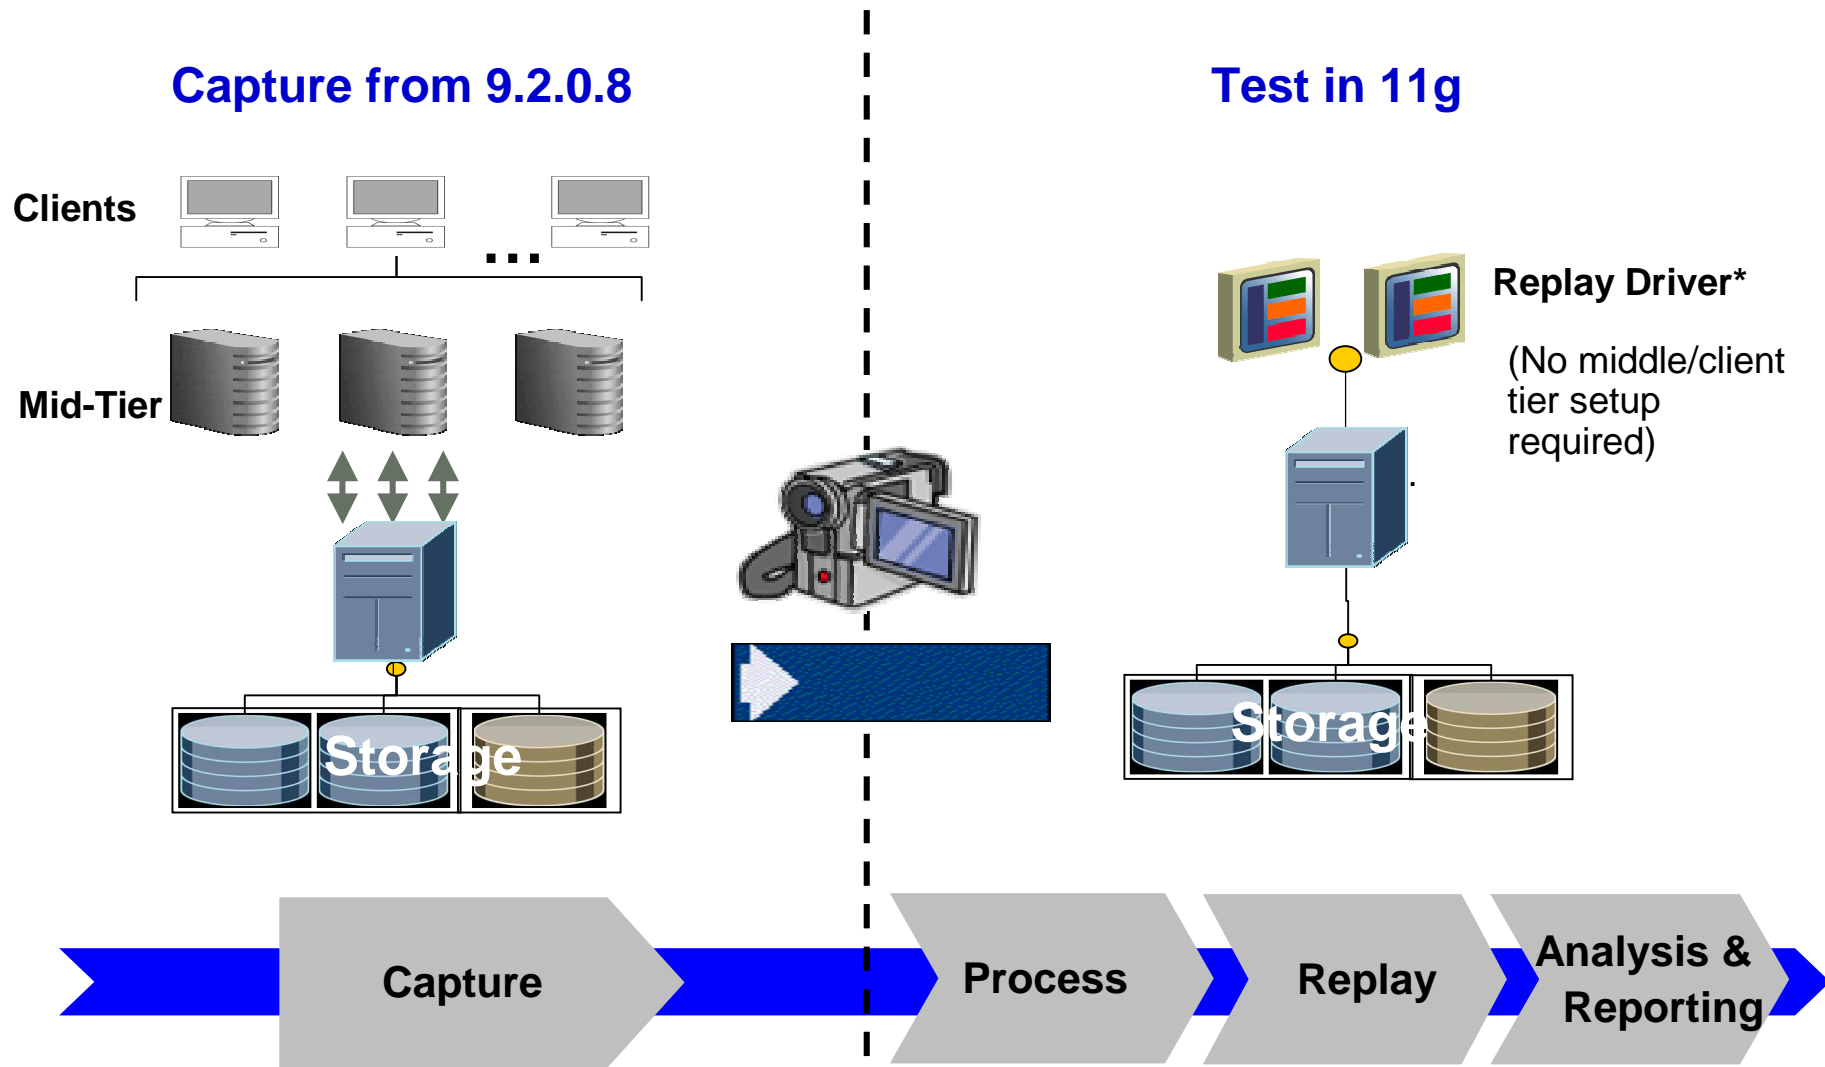 Capture from 9.2.0.8
Test in 11g
Clients
...
Mid-Tier
Storage
Replay Driver*
(No middle/client
tier setup
required)
.
Storage
Capture
Process
Replay
Analysis &
Reporting